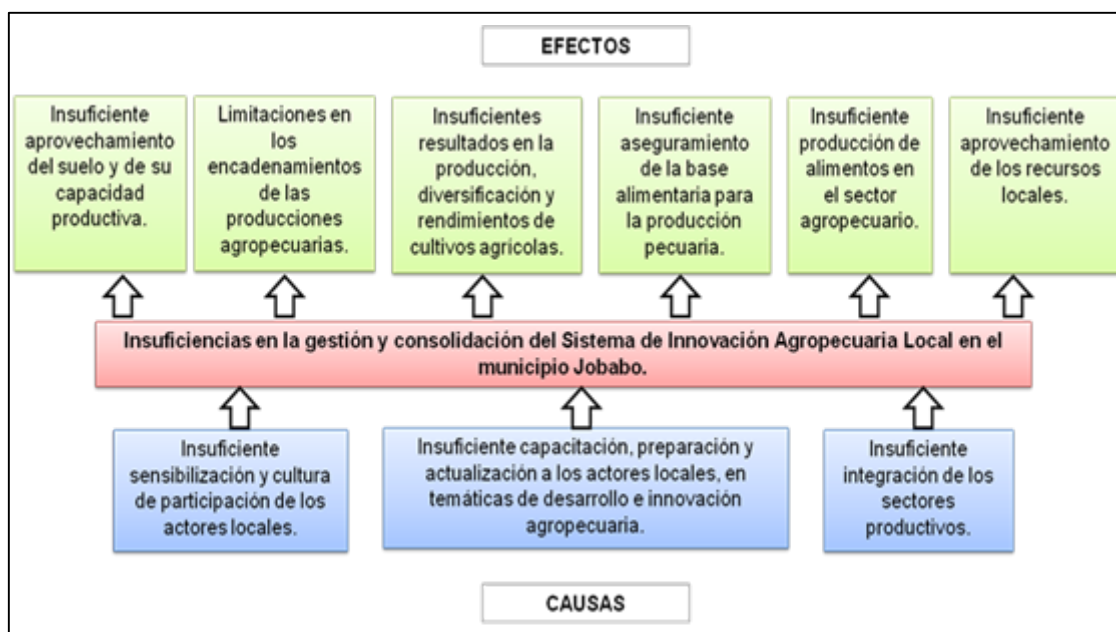 EFECTOS
Insuficiente
aprovechamiento
del suelo y de su
capacidad
productiva.
Limitaciones en
los
encadenamientos
de las
producciones
agropecuarias.
Insuficientes
resultados en la
producción,
diversificación y
rendimientos de
cultivos agrícolas.
Insuficiente
aseguramiento
de la base
alimentaria para
la producción
pecuaria.
Insuficiente
producción de
alimentos en
el sector
agropecuario.
Insuficiente
aprovechamiento
de los recursos
locales.
Insuficiencias en la gestión y consolidación del Sistema de Innovación Agropecuaria Local en el
municipio Jobabo.
Insuficiente
sensibilización y cultura
de participación de los
actores locales.
Insuficiente capacitación, preparación y
actualización a los actores locales, en
temáticas de desarrollo e innovación
agropecuaria.
Insuficiente
integración de los
sectores
productivos.
CAUSAS